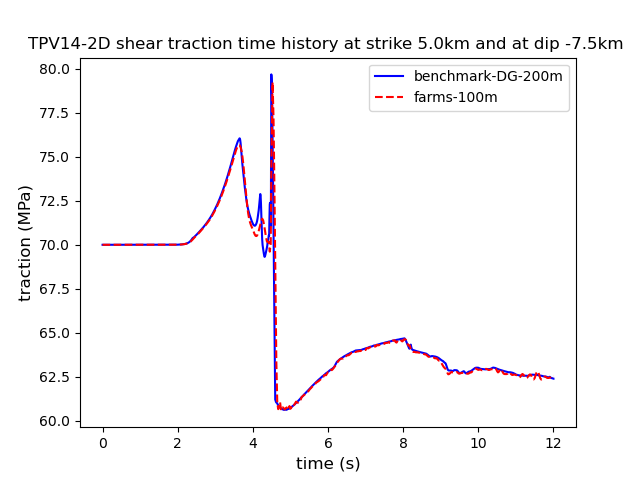 TPV14-2D shear traction time history at strike 5.0km and at dip -7.5km
benchmark-DG-200m
farms-100m
traction (MPa)
80.0
77.5
75.0
72.5
70.0
67.5
65.0
62.5
60.0
0 2 4 6 8 10 12
time (s)